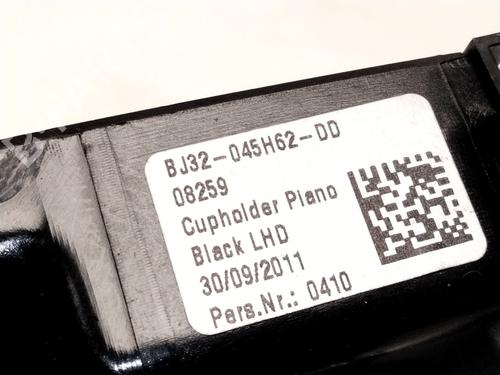 BJ32-045H62-DD
08259
Cupholder Piano
Black LHD
30/09/2011
Pers.Nr.: 0410